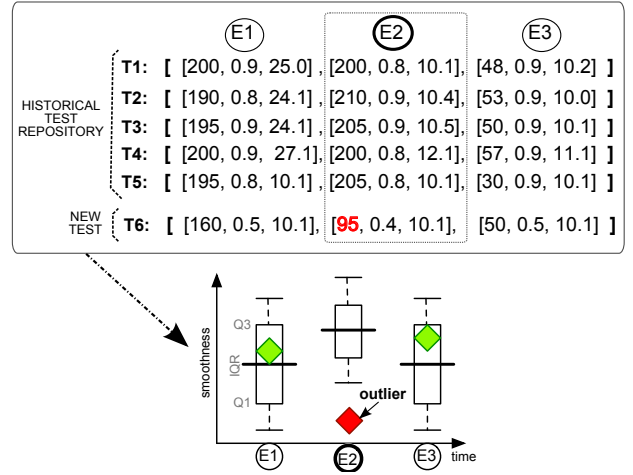 E1 E2 E3
T1: [ [200, 0.9, 25.0] , [200, 0.8, 10.1], [48, 0.9, 10.2] ]
T2: [ [190, 0.8, 24.1] , [210, 0.9, 10.4], [53, 0.9, 10.0] ]
T3: [ [195, 0.9, 24.1] , [205, 0.9, 10.5], [50, 0.9, 10.1] ]
T4: [ [200, 0.9, 27.1], [200, 0.8, 12.1], [57, 0.9, 11.1] ]
T5: [ [195, 0.8, 10.1] , [205, 0.8, 10.1], [30, 0.9, 10.1] ]
HISTORICAL
TEST
REPOSITORY
NEW
TEST
T6: [ [160, 0.5, 10.1], [95, 0.4, 10.1], [50, 0.5, 10.1] ]
smoothness
Q3
IQR
Q1
outlier
E1 E2 E3 time